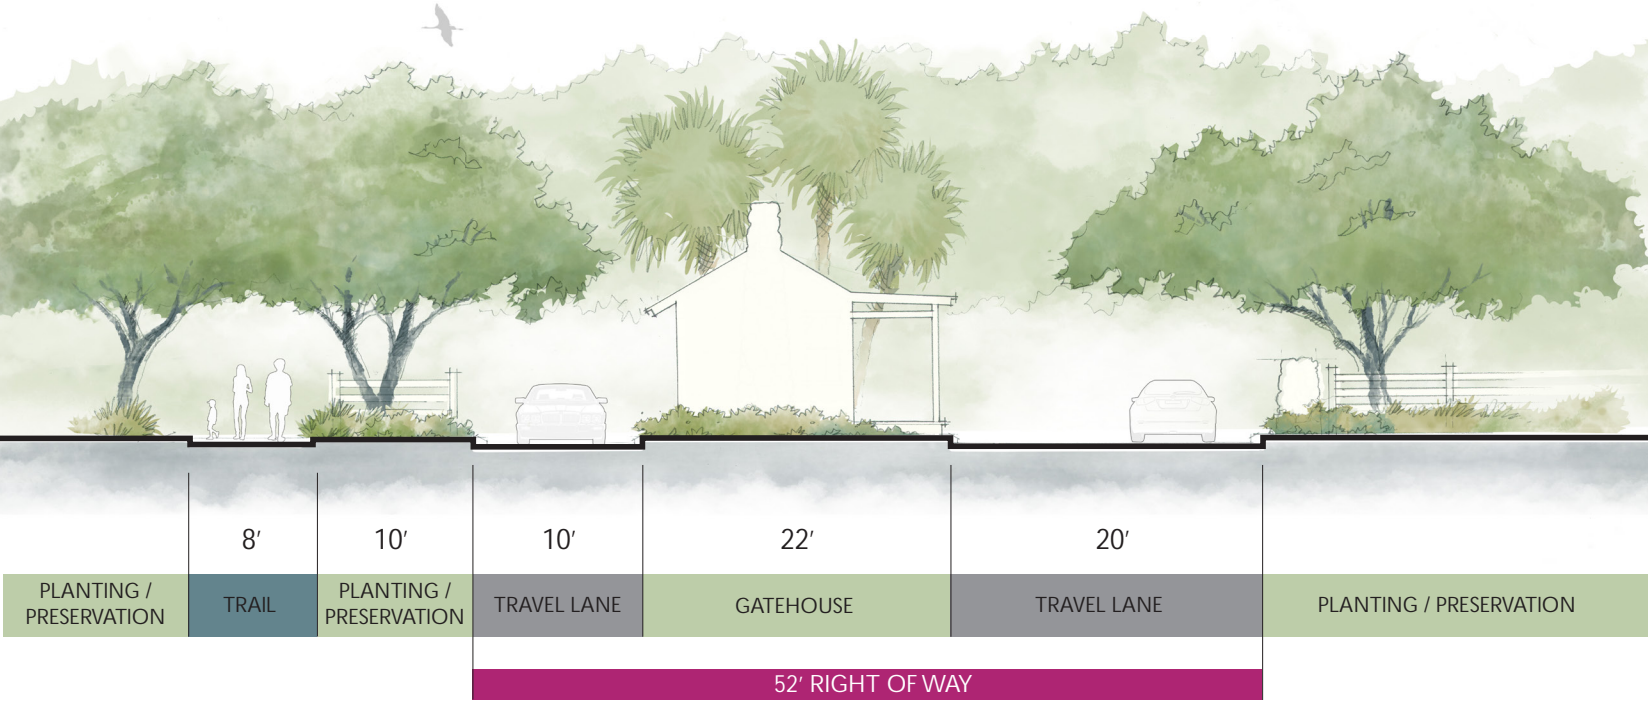 8′
10′
10′
22′
20′
PLANTING /
PRESERVATION
TRAIL
PLANTING /
PRESERVATION
TRAVEL LANE
GATEHOUSE
TRAVEL LANE
PLANTING / PRESERVATION
52′ RIGHT OF WAY